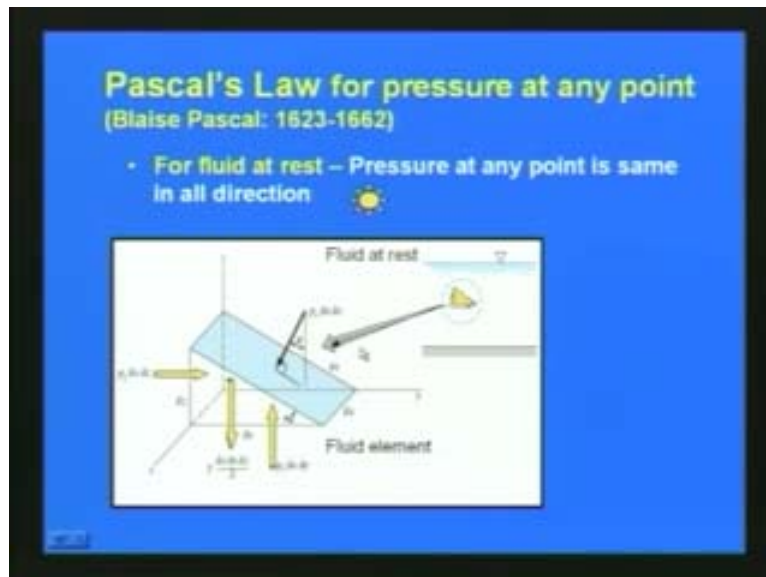 Pascal's Law for pressure at any point
(Blaise Pascal: 1623-1662)
• For fluid at rest – Pressure at any point is same
in all direction
Fluid at rest
Fluid element